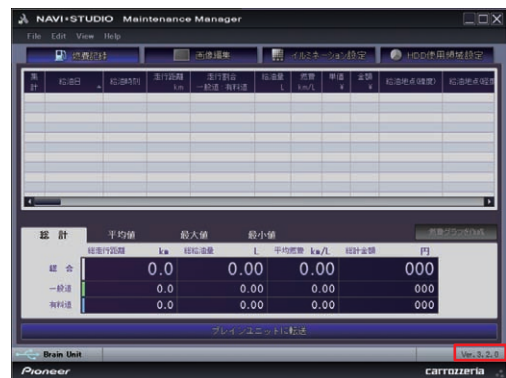 NAVI*STUDIO Maintenance Manager
File Edit View Help
燃費記録 画像編集 イルミネーション設定 HDD使用領域設定
集計 給油日 給油時刻 走行距離 km 走行割合 一般道:有料道 給油量 L 燃費 km/L 単価 ¥ 金額 ¥ 給油地点(緯度) 給油地点(経度
総 計 平均値 最大値 最小値 燃費グラフ作成
総走行距離 km 総給油量 L 平均燃費 km/L 総計金額 円
総 合 0.0 0.00 0.00 000
一般道 0.0 0.00 0.00 000
有料道 0.0 0.00 0.00 000
ブレインユニットに転送
Brain Unit Ver.3.2.0
Pioneer carrozzeria